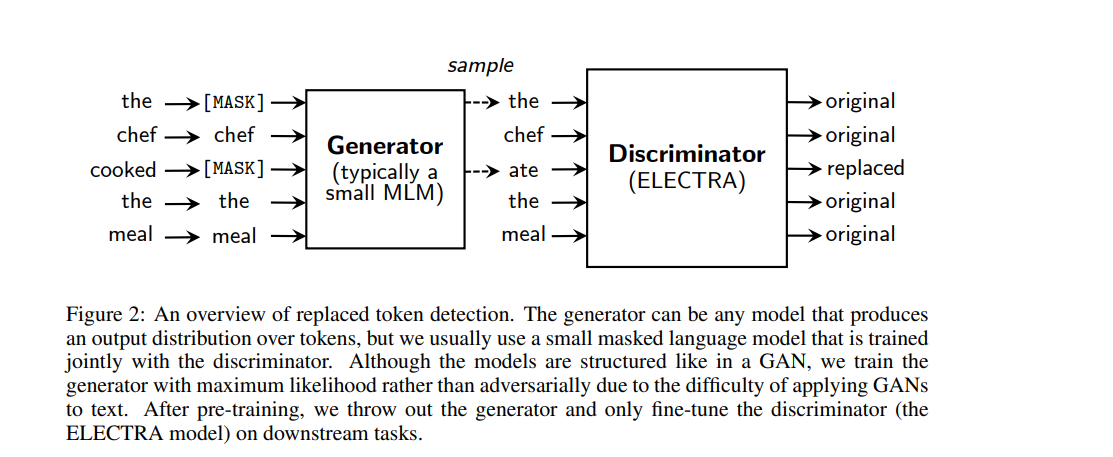 sample
the [MASK] the original
chef chef chef original
cooked [MASK] ate replaced
the the the original
meal meal meal original
Generator
(typically a
small MLM)
Discriminator
(ELECTRA)
Figure 2: An overview of replaced token detection. The generator can be any model that produces
an output distribution over tokens, but we usually use a small masked language model that is trained
jointly with the discriminator. Although the models are structured like in a GAN, we train the
generator with maximum likelihood rather than adversarially due to the difficulty of applying GANs
to text. After pre-training, we throw out the generator and only fine-tune the discriminator (the
ELECTRA model) on downstream tasks.